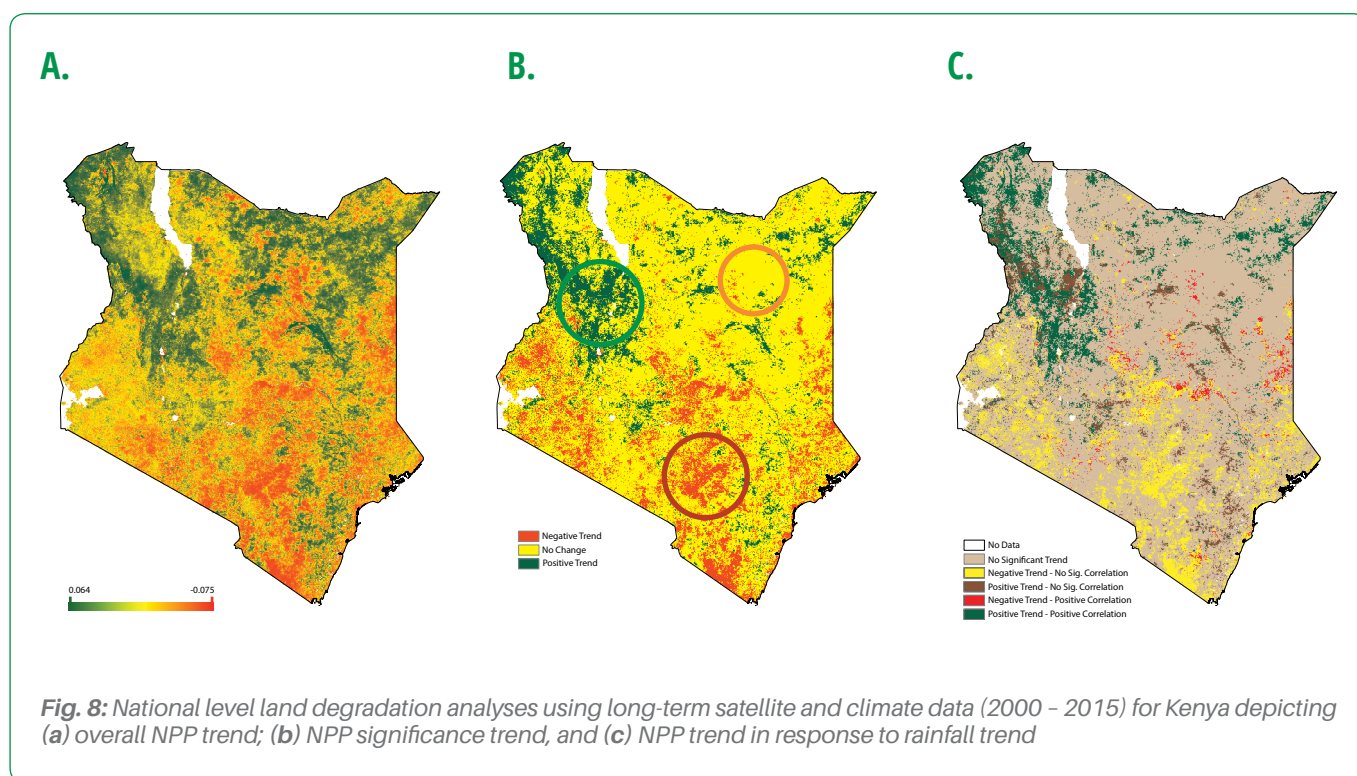 A.
B.
C.
0.064
-0.075
Negative Trend
No Change
Positive Trend
No Data
No Significant Trend
Negative Trend - No Sig. Correlation
Positive Trend - No Sig. Correlation
Negative Trend - Positive Correlation
Positive Trend - Positive Correlation
Fig. 8: National level land degradation analyses using long-term satellite and climate data (2000 – 2015) for Kenya depicting
(a) overall NPP trend; (b) NPP significance trend, and (c) NPP trend in response to rainfall trend